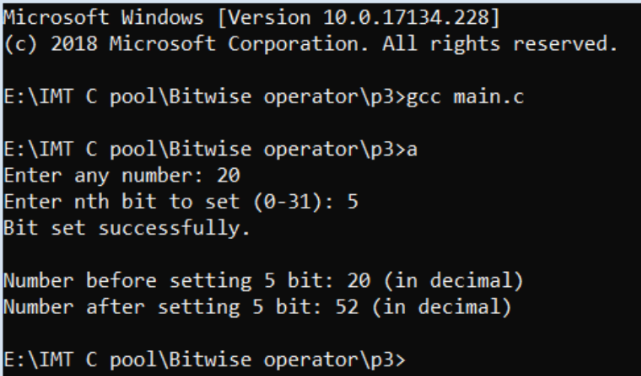 Microsoft Windows [Version 10.0.17134.228]
(c) 2018 Microsoft Corporation. All rights reserved.
E:\IMT C pool\Bitwise operator\p3>gcc main.c
E:\IMT C pool\Bitwise operator\p3>a
Enter any number: 20
Enter nth bit to set (0-31): 5
Bit set successfully.
Number before setting 5 bit: 20 (in decimal)
Number after setting 5 bit: 52 (in decimal)
E:\IMT C pool\Bitwise operator\p3>